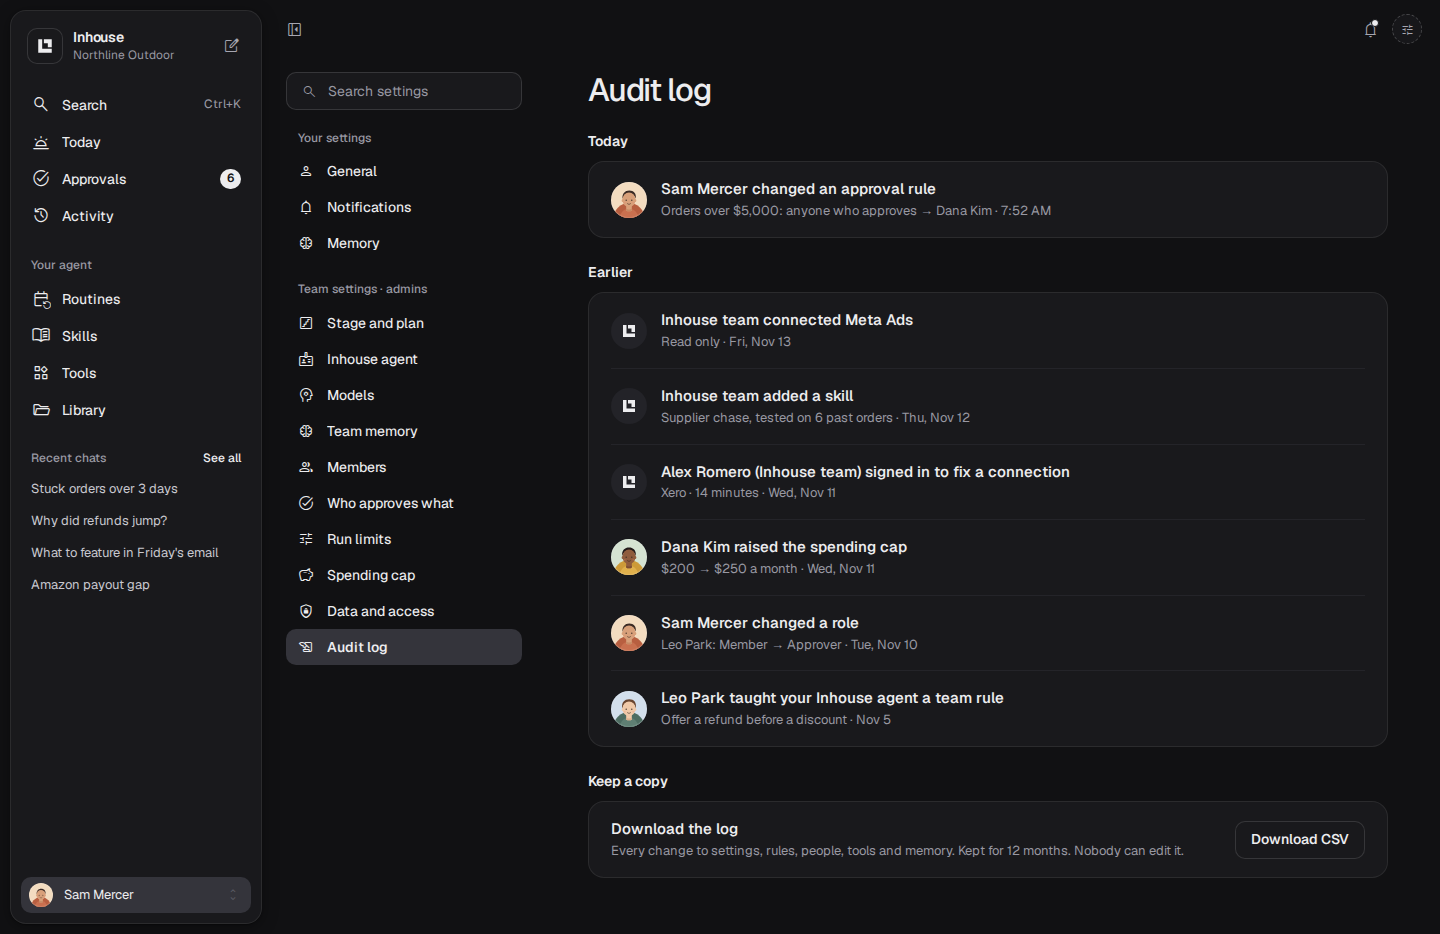 Inhouse
Northline Outdoor
Search
Ctrl+K
Today
Approvals
6
Activity
Your agent
Routines
Skills
Tools
Library
Recent chats
See all
Stuck orders over 3 days
Why did refunds jump?
What to feature in Friday's email
Amazon payout gap
Sam Mercer
Search settings
Your settings
General
Notifications
Memory
Team settings · admins
Stage and plan
Inhouse agent
Models
Team memory
Members
Who approves what
Run limits
Spending cap
Data and access
Audit log
Audit log
Today
Sam Mercer changed an approval rule
Orders over $5,000: anyone who approves → Dana Kim · 7:52 AM
Earlier
Inhouse team connected Meta Ads
Read only · Fri, Nov 13
Inhouse team added a skill
Supplier chase, tested on 6 past orders · Thu, Nov 12
Alex Romero (Inhouse team) signed in to fix a connection
Xero · 14 minutes · Wed, Nov 11
Dana Kim raised the spending cap
$200 → $250 a month · Wed, Nov 11
Sam Mercer changed a role
Leo Park: Member → Approver · Tue, Nov 10
Leo Park taught your Inhouse agent a team rule
Offer a refund before a discount · Nov 5
Keep a copy
Download the log
Every change to settings, rules, people, tools and memory. Kept for 12 months. Nobody can edit it.
Download CSV